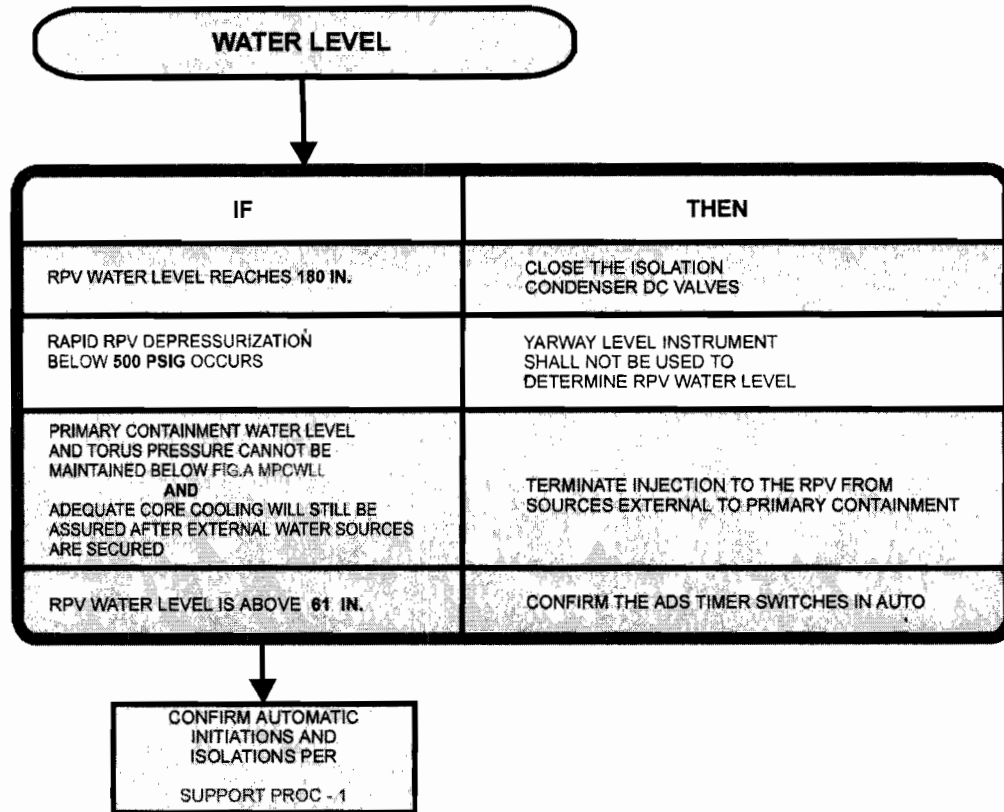 WATER LEVEL
IF
THEN
RPV WATER LEVEL REACHES 180 IN.
CLOSE THE ISOLATION
CONDENSER DC VALVES
RAPID RPV DEPRESSURIZATION
BELOW 500 PSIG OCCURS
YARWAY LEVEL INSTRUMENT
SHALL NOT BE USED TO
DETERMINE RPV WATER LEVEL
PRIMARY CONTAINMENT WATER LEVEL
AND TORUS PRESSURE CANNOT BE
MAINTAINED BELOW FIG.A MPCWLL
AND
ADEQUATE CORE COOLING WILL STILL BE
ASSURED AFTER EXTERNAL WATER SOURCES
ARE SECURED
TERMINATE INJECTION TO THE RPV FROM
SOURCES EXTERNAL TO PRIMARY CONTAINMENT
RPV WATER LEVEL IS ABOVE 61 IN.
CONFIRM THE ADS TIMER SWITCHES IN AUTO
CONFIRM AUTOMATIC
INITIATIONS AND
ISOLATIONS PER
SUPPORT PROC - 1